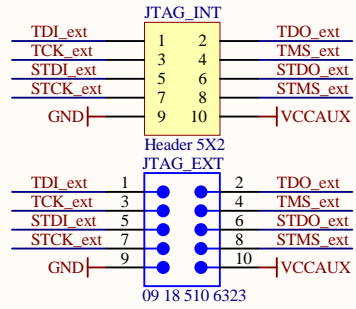 JTAG_INT
TDI_ext 1 2 TDO_ext
TCK_ext 3 4 TMS_ext
STDI_ext 5 6 STDO_ext
STCK_ext 7 8 STMS_ext
GND 9 10 VCCAUX
Header 5X2
JTAG_EXT
TDI_ext 1 2 TDO_ext
TCK_ext 3 4 TMS_ext
STDI_ext 5 6 STDO_ext
STCK_ext 7 8 STMS_ext
GND 9 10 VCCAUX
09 18 510 6323